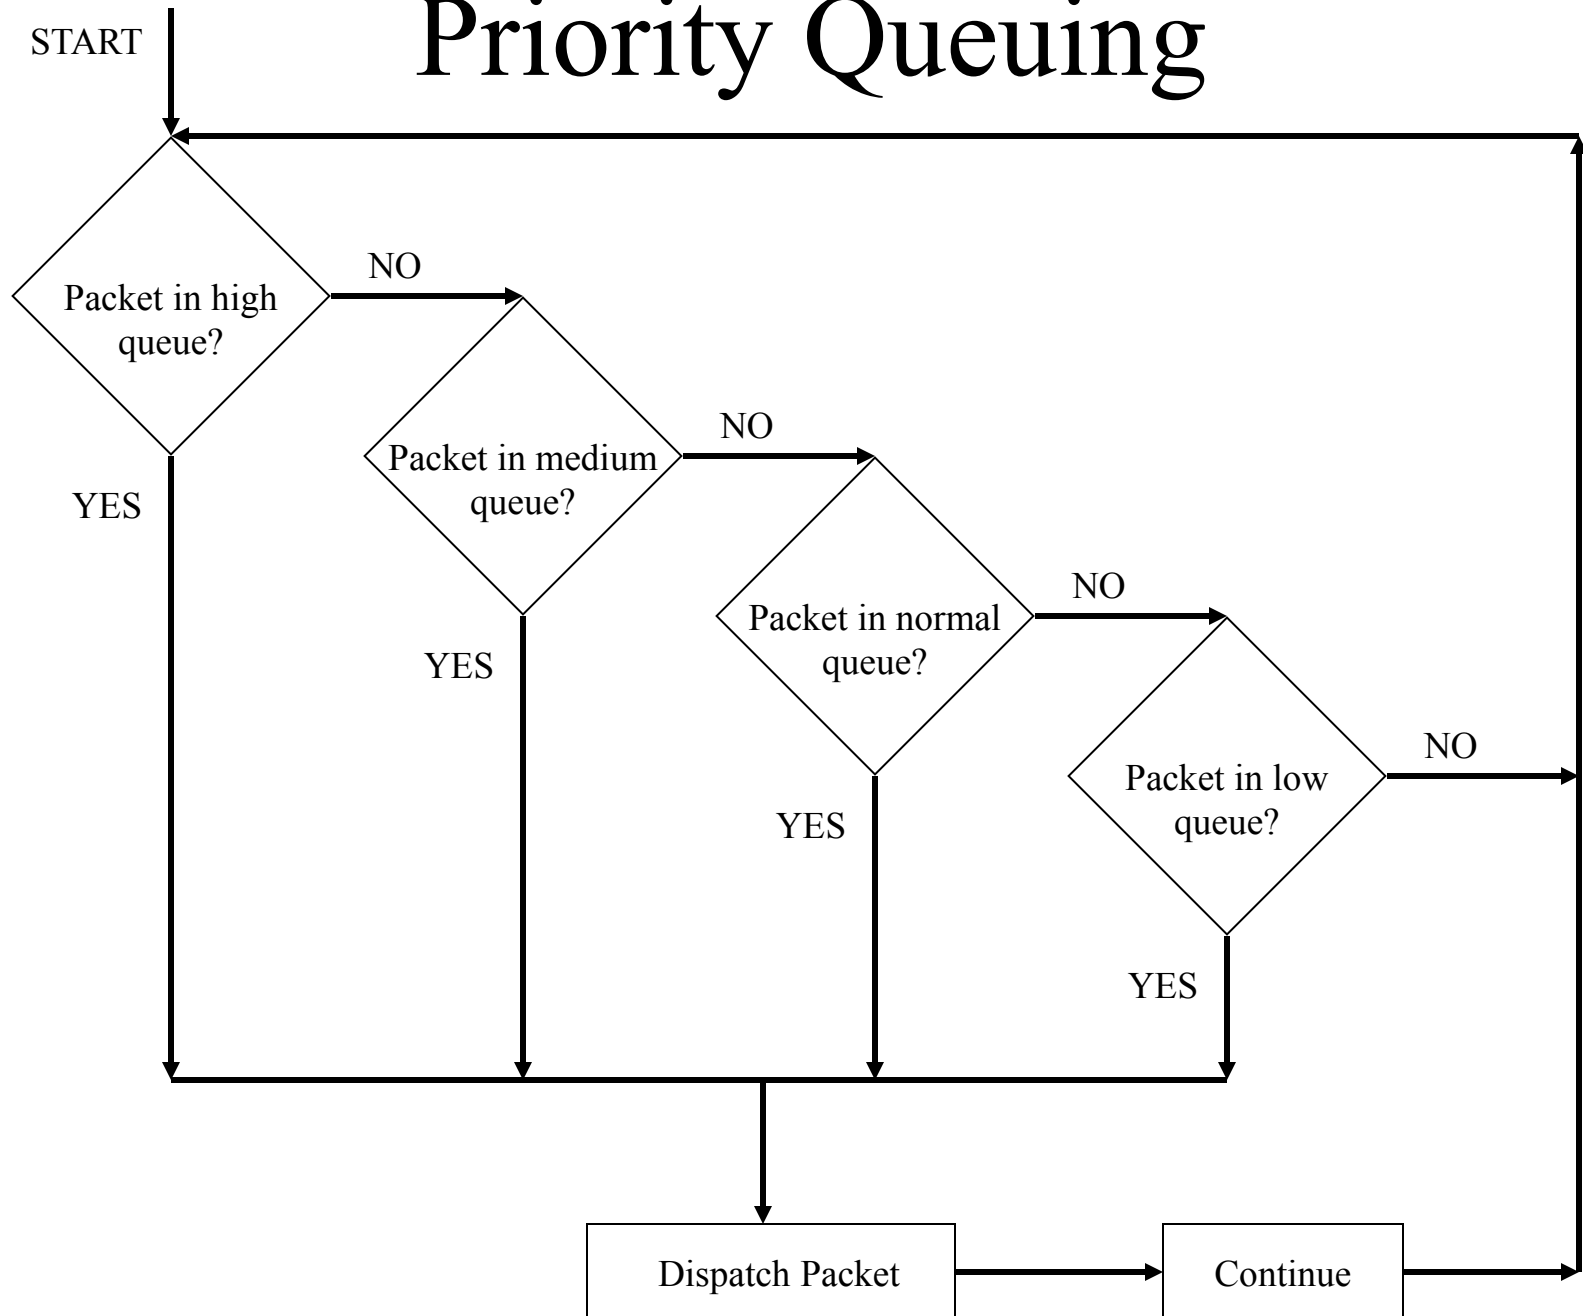 Priority Queuing
START
NO
Packet in high
queue?
NO
Packet in medium
queue?
YES
NO
Packet in normal
queue?
YES
NO
Packet in low
queue?
YES
YES
Dispatch Packet
Continue